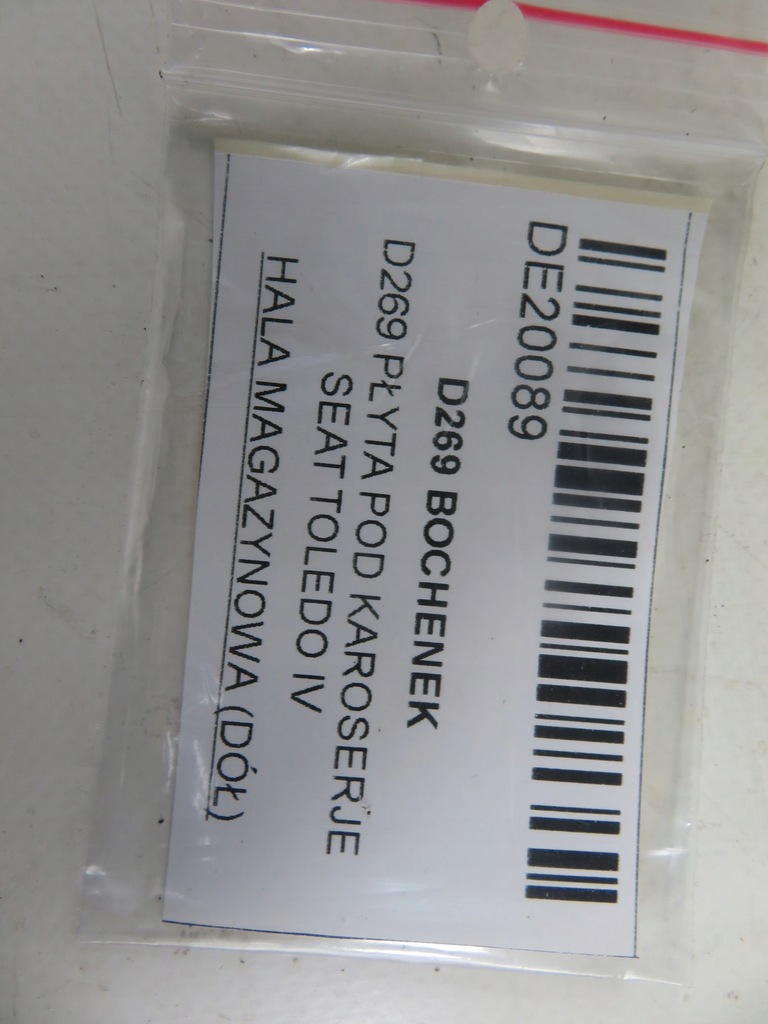 DE20089
D269 BOCHENEK
D269 PŁYTA POD KAROSERJE
SEAT TOLEDO IV
HALA MAGAZYNOWA (DÓŁ)